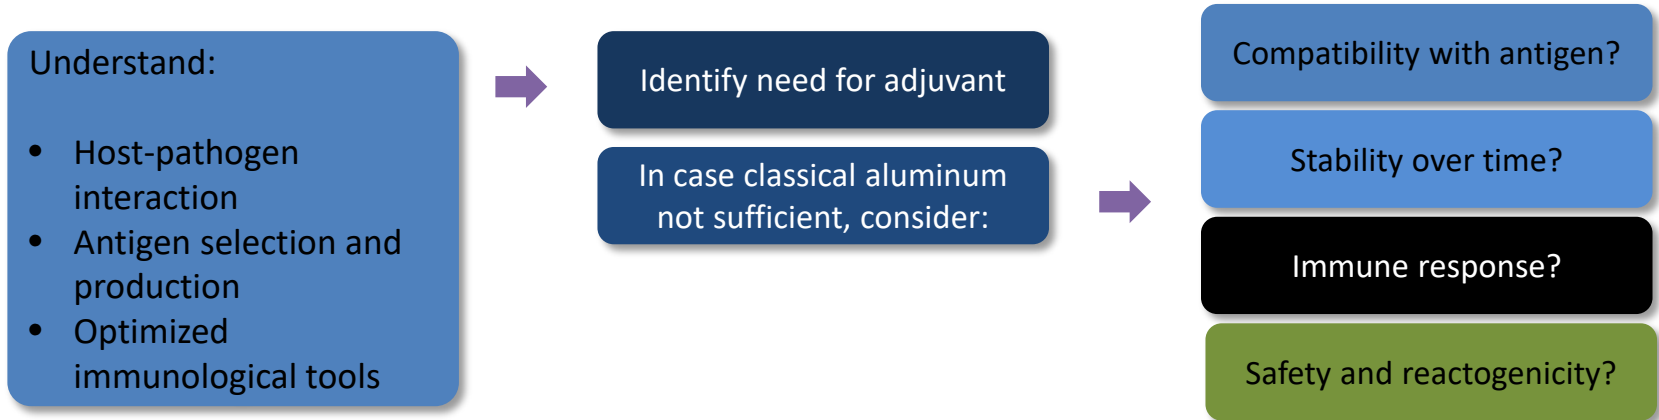 Understand:
• Host-pathogen
interaction
• Antigen selection and
production
• Optimized
immunological tools
Identify need for adjuvant
In case classical aluminum
not sufficient, consider:
Compatibility with antigen?
Stability over time?
Immune response?
Safety and reactogenicity?